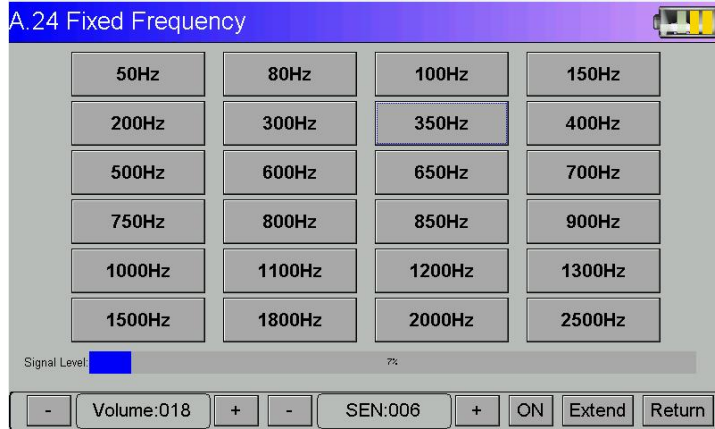 A.24 Fixed Frequency
50Hz 80Hz 100Hz 150Hz
200Hz 300Hz 350Hz 400Hz
500Hz 600Hz 650Hz 700Hz
750Hz 800Hz 850Hz 900Hz
1000Hz 1100Hz 1200Hz 1300Hz
1500Hz 1800Hz 2000Hz 2500Hz
Signal Level: 7%
- Volume:018 + - SEN:006 + ON Extend Return